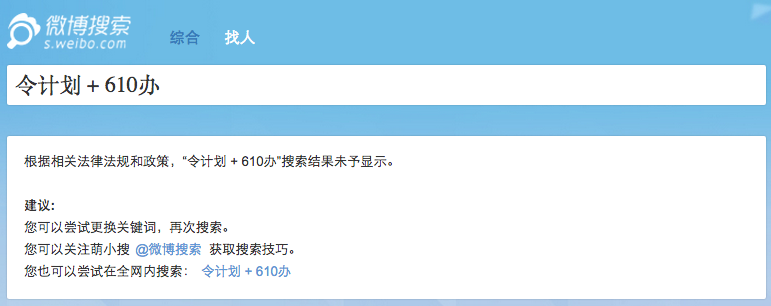 微博搜索
s.weibo.com
综合 找人
令计划 + 610办
根据相关法律法规和政策，“令计划 + 610办”搜索结果未予显示。
建议:
您可以尝试更换关键词，再次搜索。
您可以关注萌小搜 @微博搜索 获取搜索技巧。
您也可以尝试在全网内搜索： 令计划 + 610办